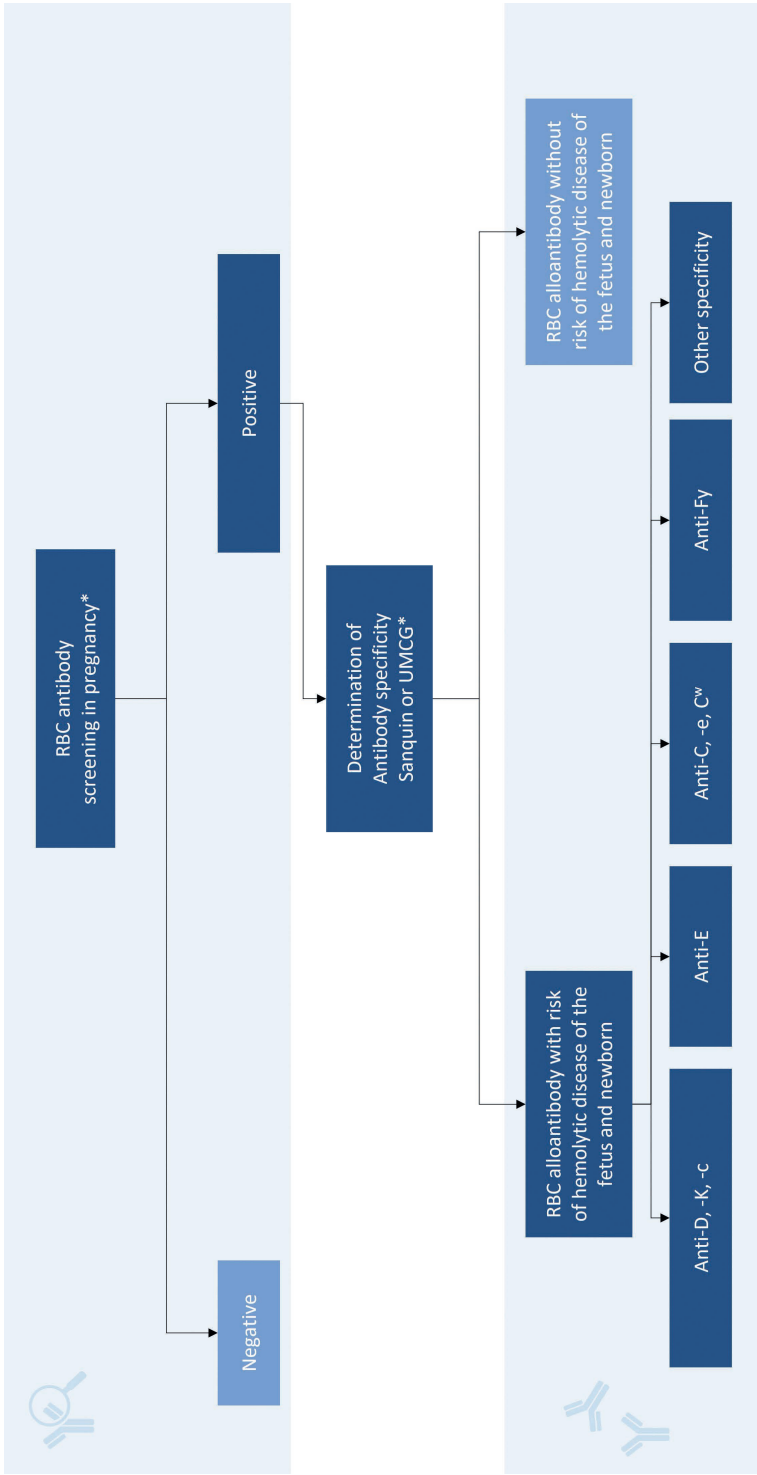 RBC antibody
screening in pregnancy*
Negative
Positive
Determination of
Antibody specificity
Sanquin or UMCG*
RBC alloantibody with risk
of hemolytic disease of the
fetus and newborn
RBC alloantibody without
risk of hemolytic disease of
the fetus and newborn
Anti-D, -K, -c
Anti-E
Anti-C, -e, Cʷ
Anti-Fy
Other specificity